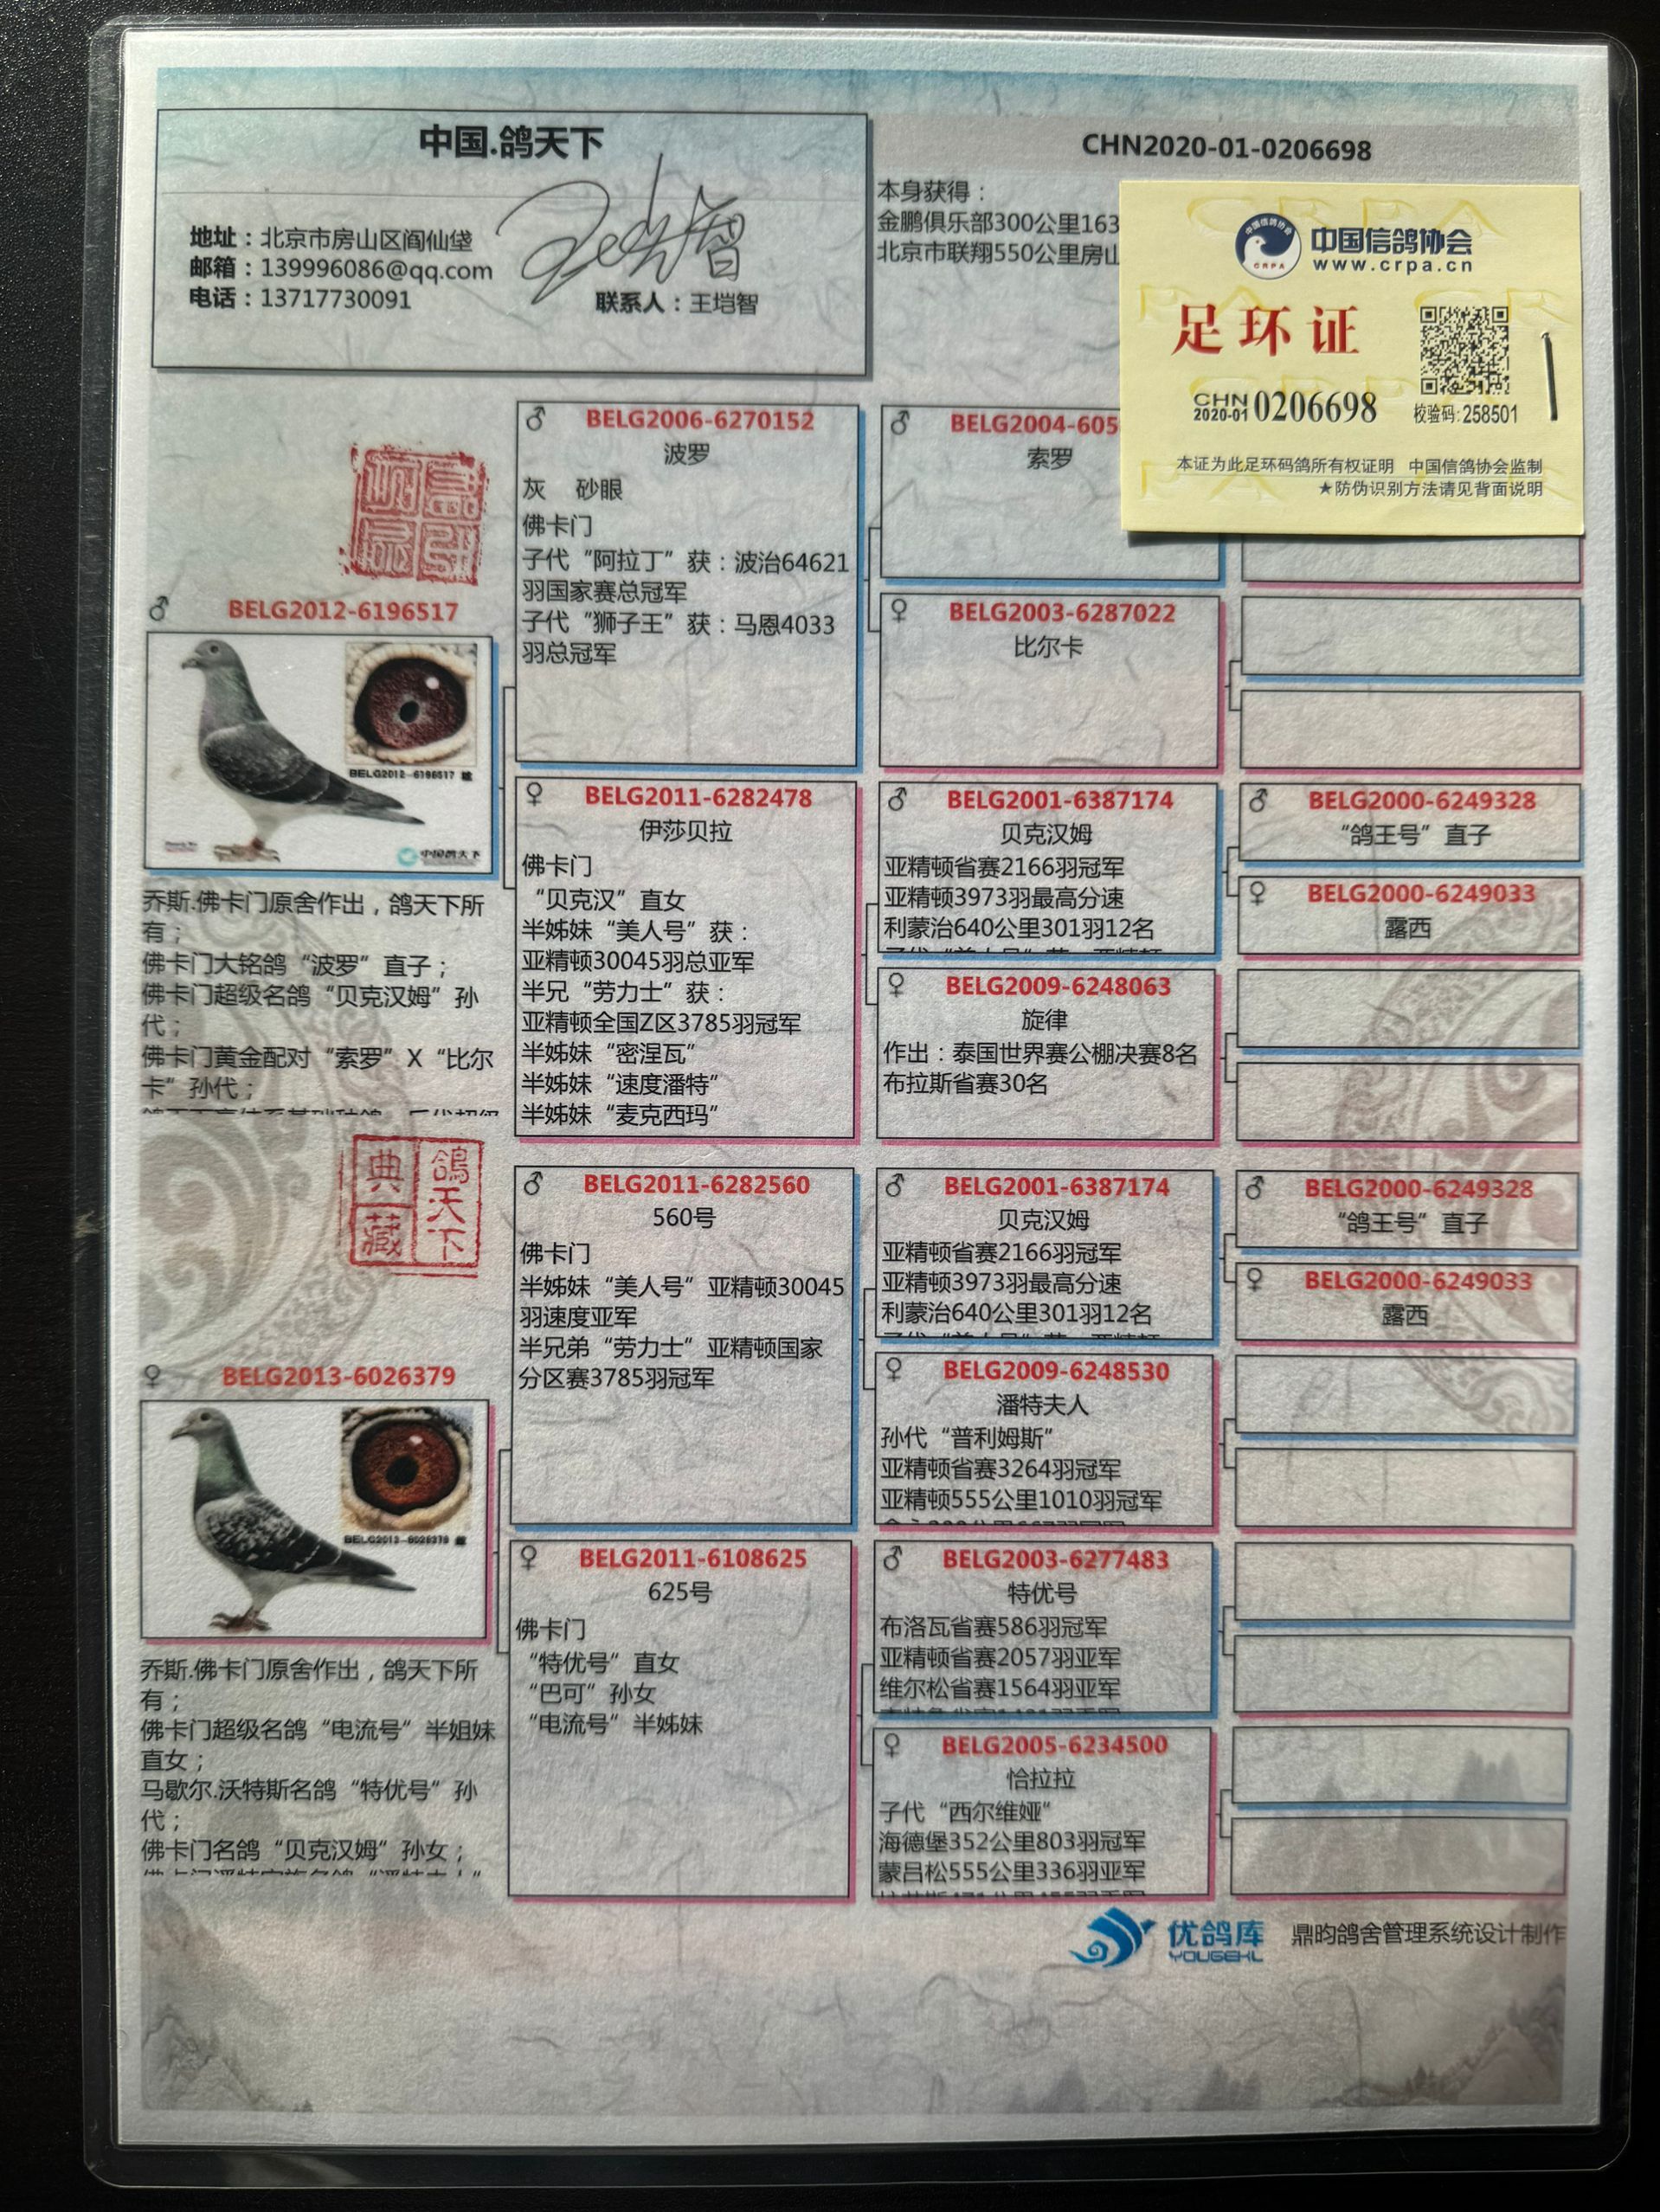 中国.鸽天下
地址：北京市房山区阎仙垡
邮箱：139996086@qq.com
电话：13717730091
联系人：王垲智
CHN2020-01-0206698
本身获得：
金鹏俱乐部300公里163
北京市联翔550公里房山
中国信鸽协会
CRPA
中国信鸽协会
www.crpa.cn
足环证
CHN
2020-01 0206698
校验码:258501
本证为此足环码鸽所有权证明 中国信鸽协会监制
★防伪识别方法请见背面说明
♂ BELG2012-6196517
BELG2012-6196517 雄
中国鸽天下
乔斯.佛卡门原舍作出，鸽天下所
有；
佛卡门大铭鸽“波罗”直子；
佛卡门超级名鸽“贝克汉姆”孙
代；
佛卡门黄金配对“索罗”X“比尔
卡”孙代；
♂ BELG2006-6270152
波罗
灰 砂眼
佛卡门
子代“阿拉丁”获：波治64621
羽国家赛总冠军
子代“狮子王”获：马恩4033
羽总冠军
♀ BELG2011-6282478
伊莎贝拉
佛卡门
“贝克汉”直女
半姊妹“美人号”获：
亚精顿30045羽总亚军
半兄“劳力士”获：
亚精顿全国Z区3785羽冠军
半姊妹“密涅瓦”
半姊妹“速度潘特”
半姊妹“麦克西玛”
♂ BELG2004-605
索罗
♀ BELG2003-6287022
比尔卡
♂ BELG2001-6387174
贝克汉姆
亚精顿省赛2166羽冠军
亚精顿3973羽最高分速
利蒙治640公里301羽12名
♀ BELG2009-6248063
旋律
作出：泰国世界赛公棚决赛8名
布拉斯省赛30名
♂ BELG2000-6249328
“鸽王号”直子
♀ BELG2000-6249033
露西
鸽天下
典藏
♀ BELG2013-6026379
BELG2013-6026379 雌
乔斯.佛卡门原舍作出，鸽天下所
有；
佛卡门超级名鸽“电流号”半姐妹
直女；
马歇尔.沃特斯名鸽“特优号”孙
代；
佛卡门名鸽“贝克汉姆”孙女；
♂ BELG2011-6282560
560号
佛卡门
半姊妹“美人号”亚精顿30045
羽速度亚军
半兄弟“劳力士”亚精顿国家
分区赛3785羽冠军
♀ BELG2011-6108625
625号
佛卡门
“特优号”直女
“巴可”孙女
“电流号”半姊妹
♂ BELG2001-6387174
贝克汉姆
亚精顿省赛2166羽冠军
亚精顿3973羽最高分速
利蒙治640公里301羽12名
♀ BELG2009-6248530
潘特夫人
孙代“普利姆斯”
亚精顿省赛3264羽冠军
亚精顿555公里1010羽冠军
♂ BELG2003-6277483
特优号
布洛瓦省赛586羽冠军
亚精顿省赛2057羽亚军
维尔松省赛1564羽亚军
♀ BELG2005-6234500
恰拉拉
子代“西尔维娅”
海德堡352公里803羽冠军
蒙吕松555公里336羽亚军
♂ BELG2000-6249328
“鸽王号”直子
♀ BELG2000-6249033
露西
优鸽库
YOUGEKU
鼎昀鸽舍管理系统设计制作